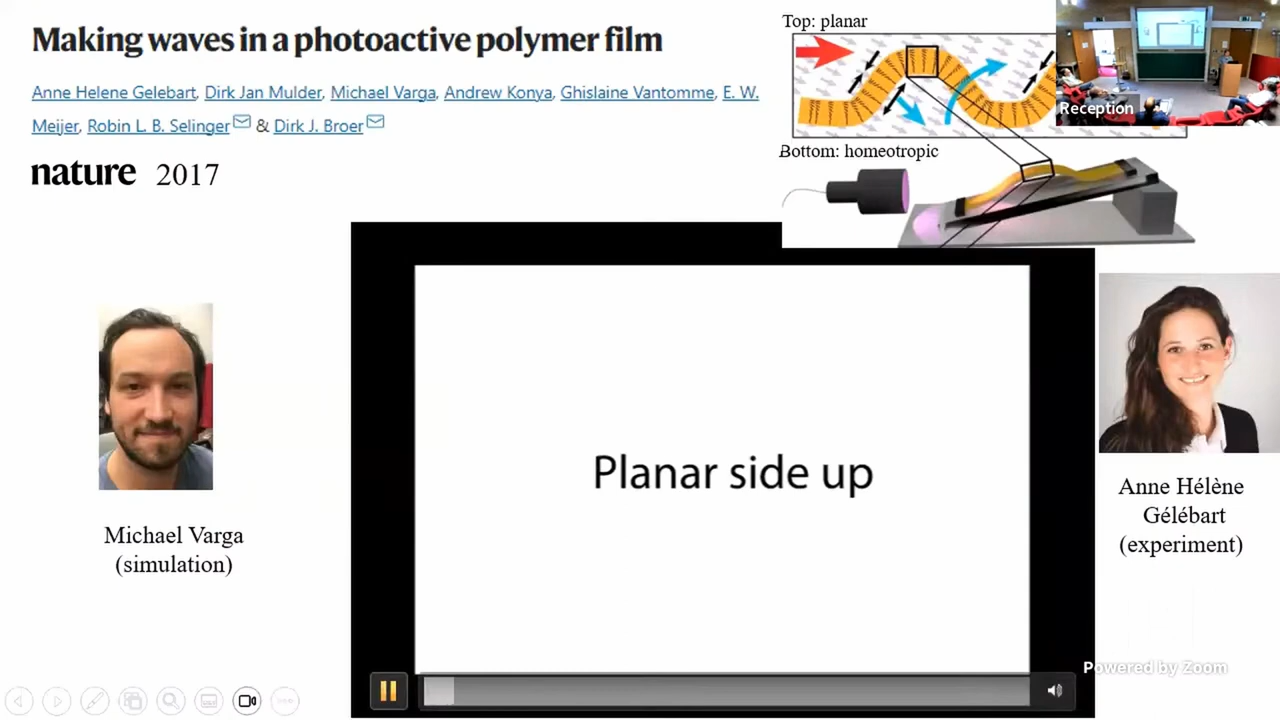 Making waves in a photoactive polymer film
Anne Helene Gelebart, Dirk Jan Mulder, Michael Varga, Andrew Konya, Ghislaine Vantomme, E. W.
Meijer, Robin L. B. Selinger & Dirk J. Broer
nature 2017
Top: planar
Reception
Bottom: homeotropic
Planar side up
Michael Varga
(simulation)
Anne Hélène
Gélébart
(experiment)
Powered by Zoom